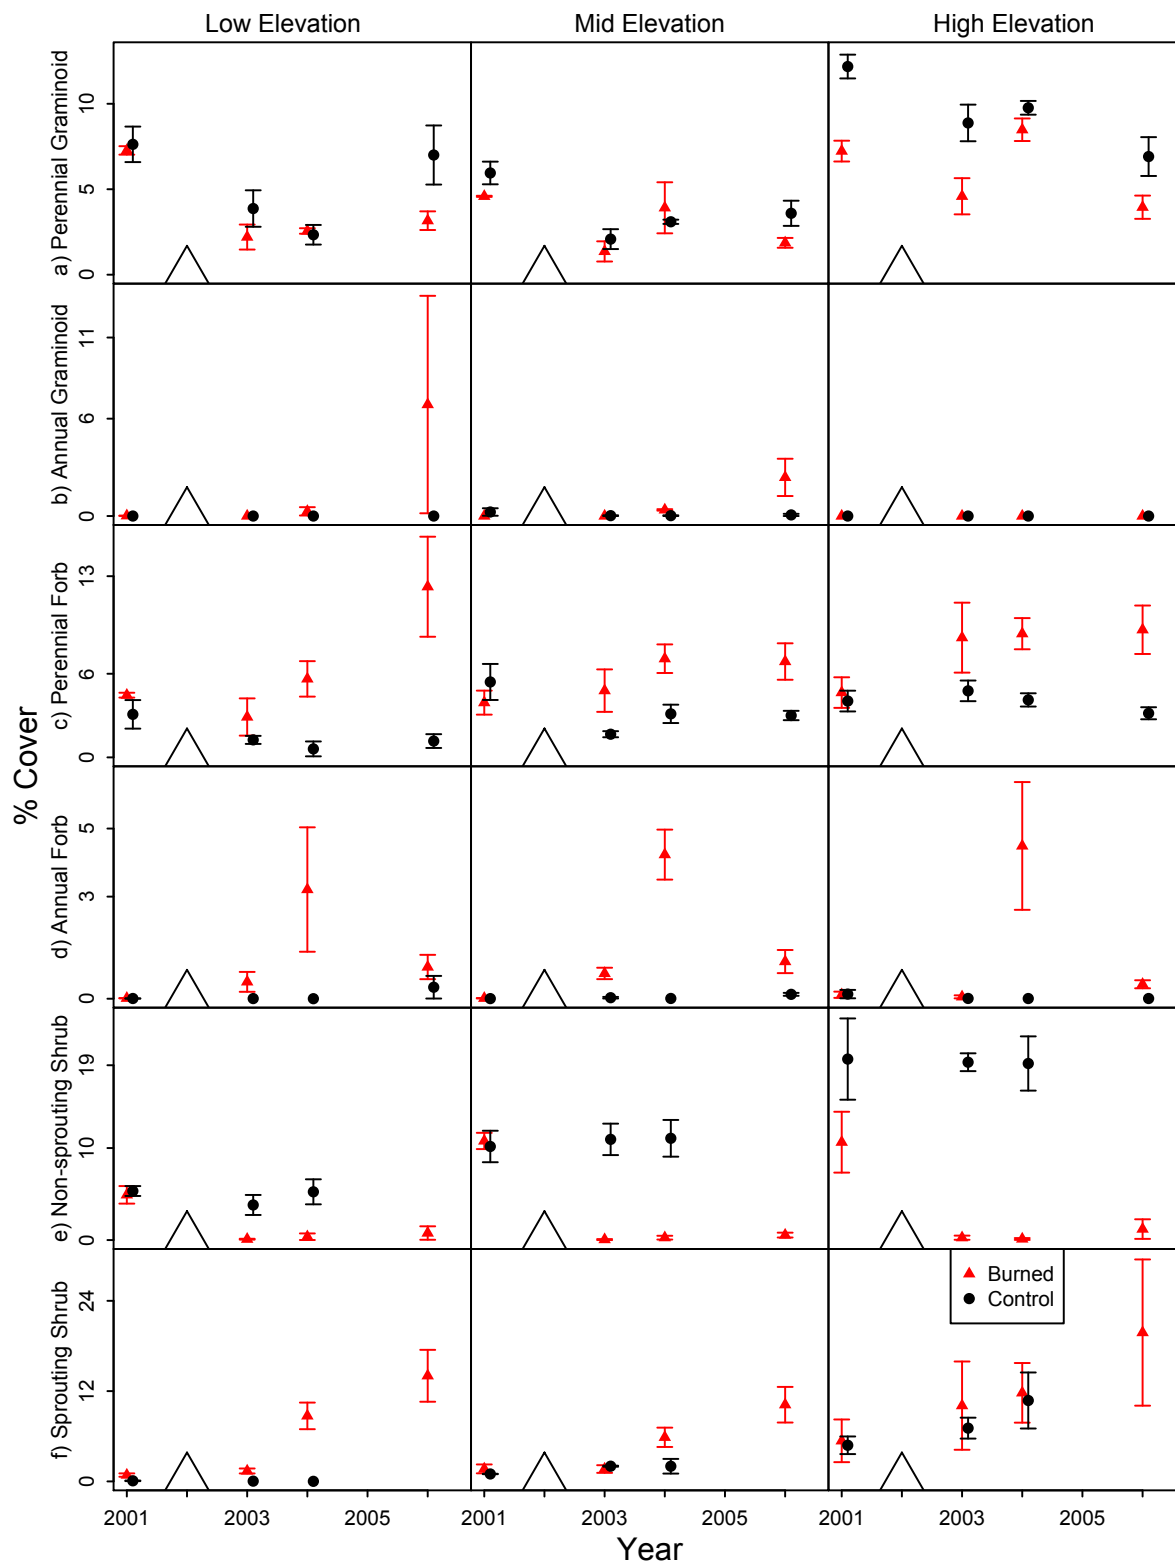 Low Elevation
Mid Elevation
High Elevation
% Cover
a) Perennial Graminoid
0
5
10
b) Annual Graminoid
0
6
11
c) Perennial Forb
0
6
13
d) Annual Forb
0
3
5
e) Non-sprouting Shrub
0
10
19
f) Sprouting Shrub
0
12
24
Burned
Control
2001
2003
2005
2001
2003
2005
2001
2003
2005
Year